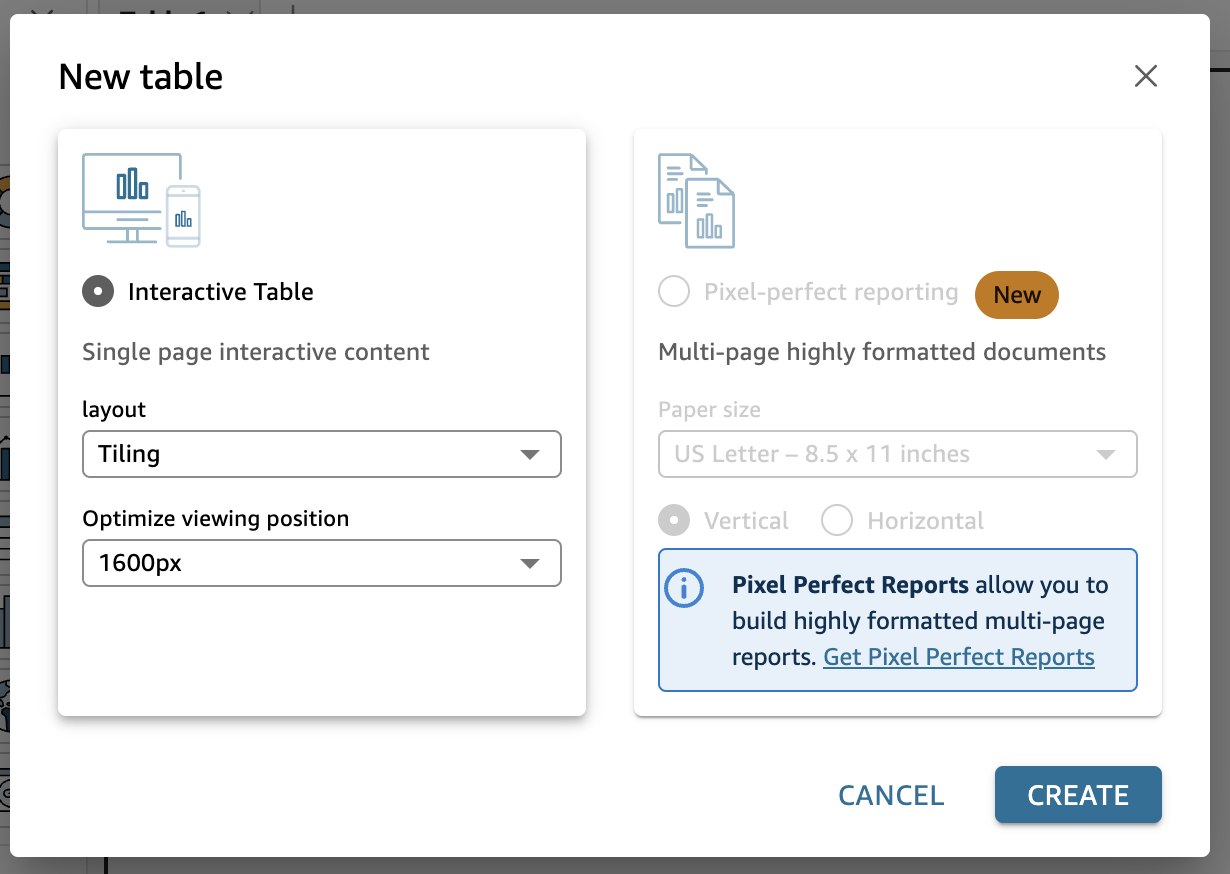 New table
Interactive Table
Single page interactive content
layout
Tiling
Optimize viewing position
1600px
Pixel-perfect reporting
New
Multi-page highly formatted documents
Paper size
US Letter – 8.5 x 11 inches
Vertical
Horizontal
Pixel Perfect Reports allow you to
build highly formatted multi-page
reports. Get Pixel Perfect Reports
CANCEL
CREATE